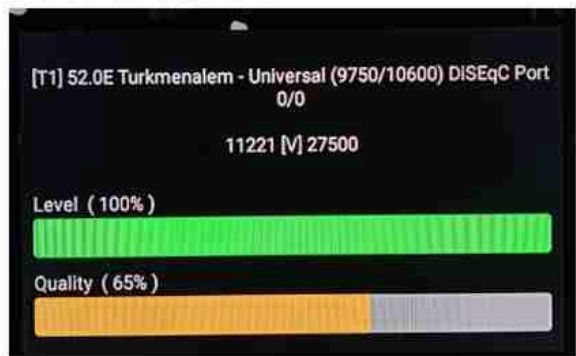 [T1] 52.0E Turkmenalem - Universal (9750/10600) DiSEqC Port
0/0
11221 [V] 27500
Level ( 100% )
Quality ( 65% )